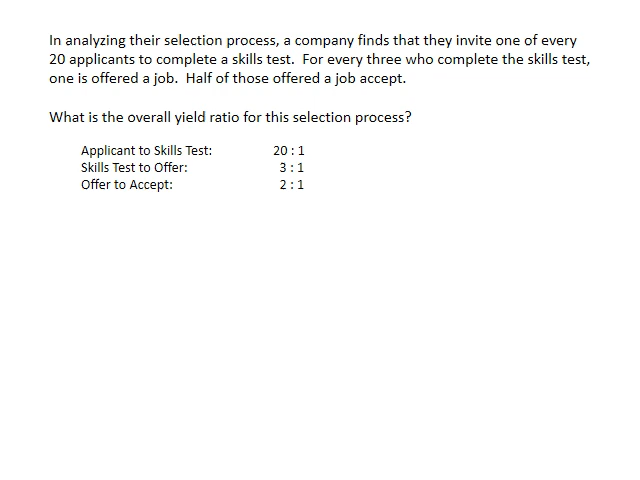 In analyzing their selection process, a company finds that they invite one of every
20 applicants to complete a skills test.  For every three who complete the skills test,
one is offered a job.  Half of those offered a job accept.
What is the overall yield ratio for this selection process?
Applicant to Skills Test: 20 : 1
Skills Test to Offer: 3 : 1
Offer to Accept: 2 : 1